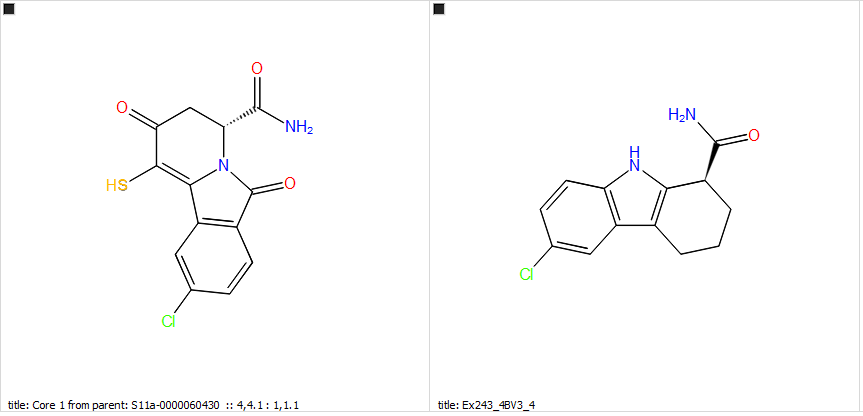 O
O
NH2
HS
N
O
Cl
title: Core 1 from parent: S11a-0000060430 :: 4,4.1 : 1,1.1
H2N
O
H
N
Cl
title: Ex243_4BV3_4